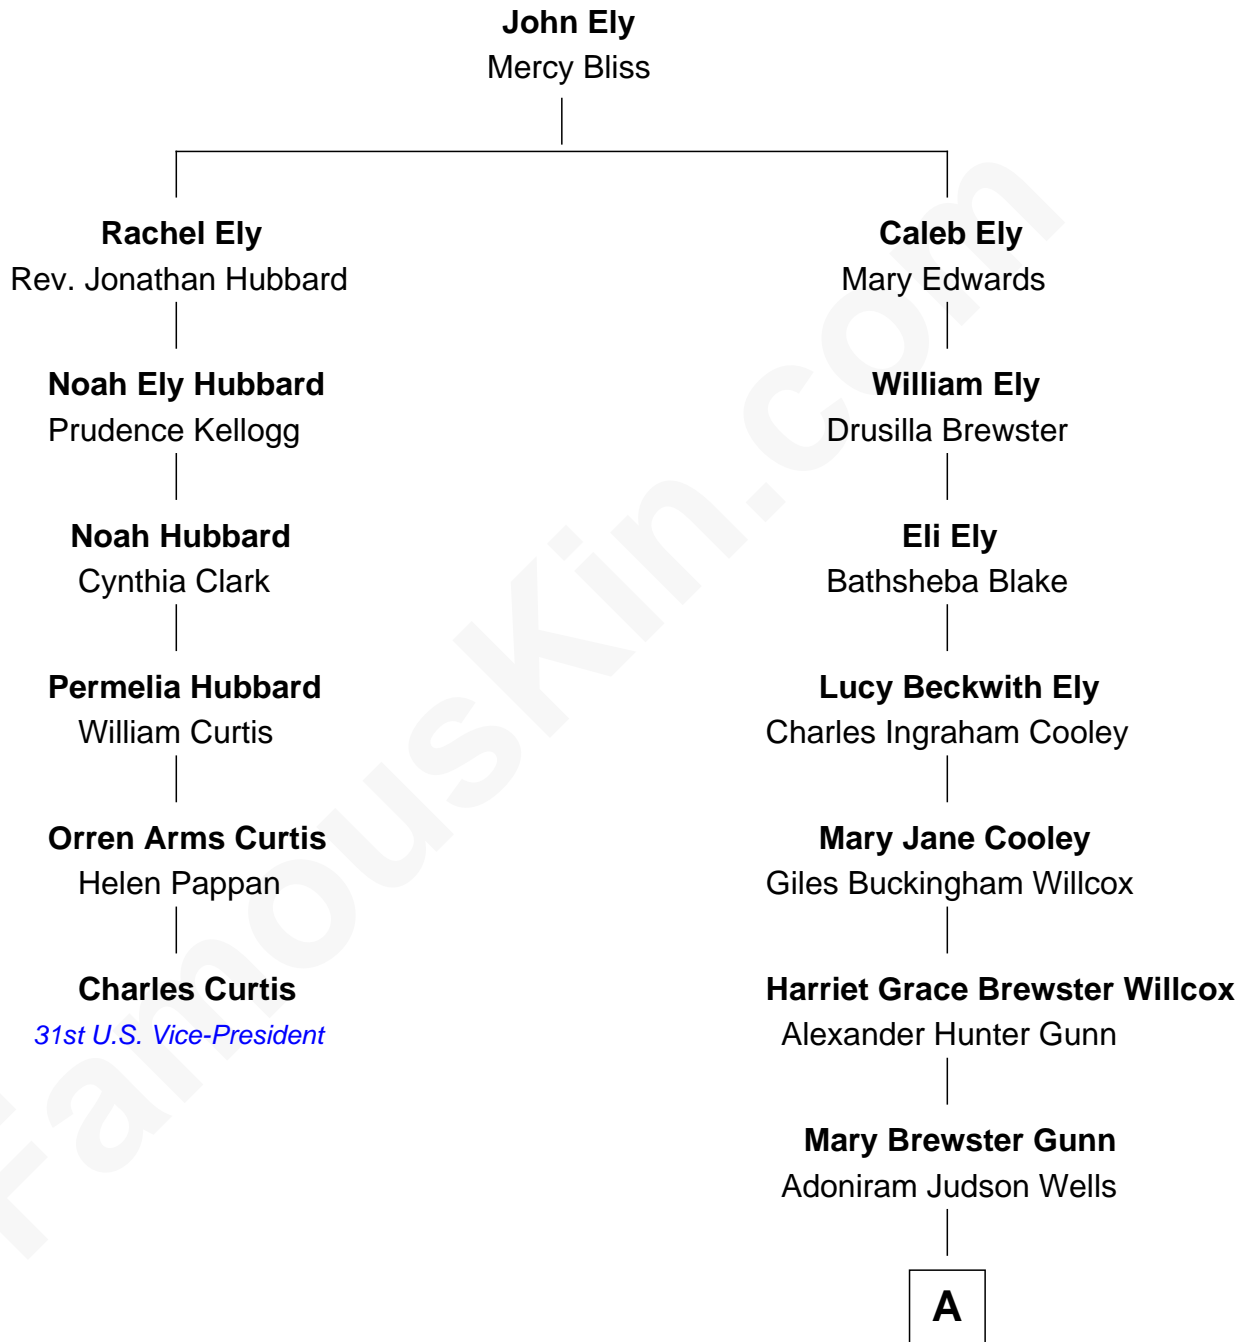 John Ely
Mercy Bliss
Rachel Ely
Rev. Jonathan Hubbard
Noah Ely Hubbard
Prudence Kellogg
Noah Hubbard
Cynthia Clark
Permelia Hubbard
William Curtis
Orren Arms Curtis
Helen Pappan
Charles Curtis
31st U.S. Vice-President
Caleb Ely
Mary Edwards
William Ely
Drusilla Brewster
Eli Ely
Bathsheba Blake
Lucy Beckwith Ely
Charles Ingraham Cooley
Mary Jane Cooley
Giles Buckingham Willcox
Harriet Grace Brewster Willcox
Alexander Hunter Gunn
Mary Brewster Gunn
Adoniram Judson Wells
A
FamousKin.com